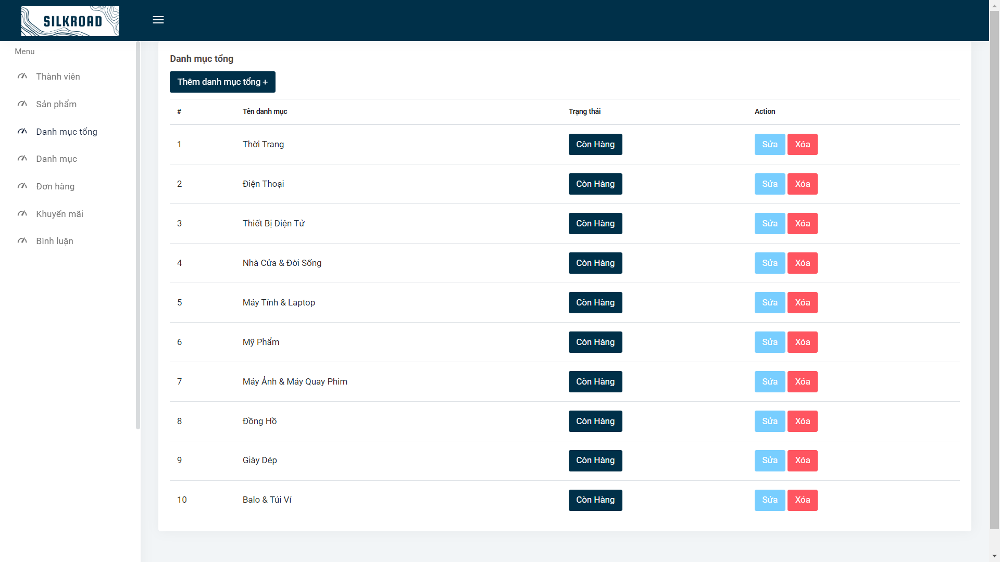 SILKROAD
Menu
Thành viên
Sản phẩm
Danh mục tổng
Danh mục
Đơn hàng
Khuyến mãi
Bình luận
Danh mục tổng
Thêm danh mục tổng +
# Tên danh mục Trạng thái Action
1 Thời Trang Còn Hàng Sửa Xóa
2 Điện Thoại Còn Hàng Sửa Xóa
3 Thiết Bị Điện Tử Còn Hàng Sửa Xóa
4 Nhà Cửa & Đời Sống Còn Hàng Sửa Xóa
5 Máy Tính & Laptop Còn Hàng Sửa Xóa
6 Mỹ Phẩm Còn Hàng Sửa Xóa
7 Máy Ảnh & Máy Quay Phim Còn Hàng Sửa Xóa
8 Đồng Hồ Còn Hàng Sửa Xóa
9 Giày Dép Còn Hàng Sửa Xóa
10 Balo & Túi Ví Còn Hàng Sửa Xóa